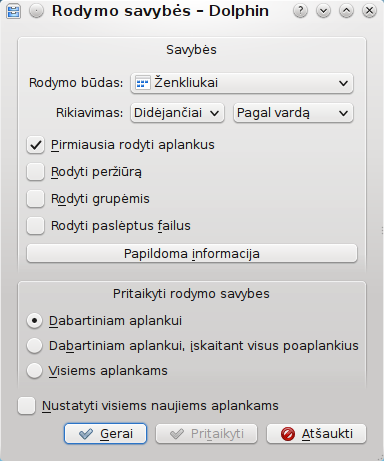 Rodymo savybės – Dolphin
Savybės
Rodymo būdas: Ženkliukai
Rikiavimas: Didėjančiai Pagal vardą
Pirmiausia rodyti aplankus
Rodyti peržiūrą
Rodyti grupėmis
Rodyti paslėptus failus
Papildoma informacija
Pritaikyti rodymo savybes
Dabartiniam aplankui
Dabartiniam aplankui, įskaitant visus poaplankius
Visiems aplankams
Nustatyti visiems naujiems aplankams
Gerai Pritaikyti Atšaukti